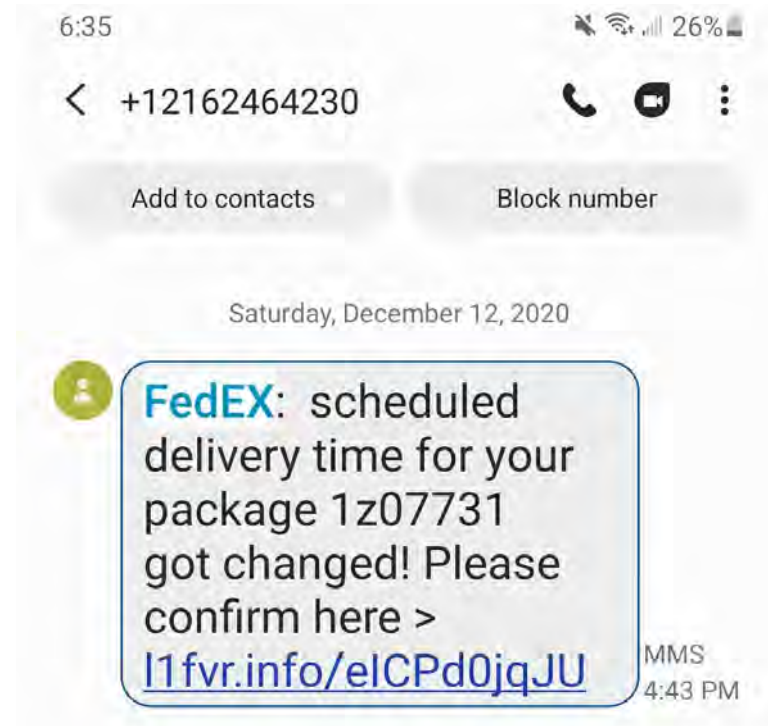 6:35 26%
+12162464230
Add to contacts Block number
Saturday, December 12, 2020
FedEX: scheduled
delivery time for your
package 1z07731
got changed! Please
confirm here >
l1fvr.info/eICPd0jqJU
MMS
4:43 PM